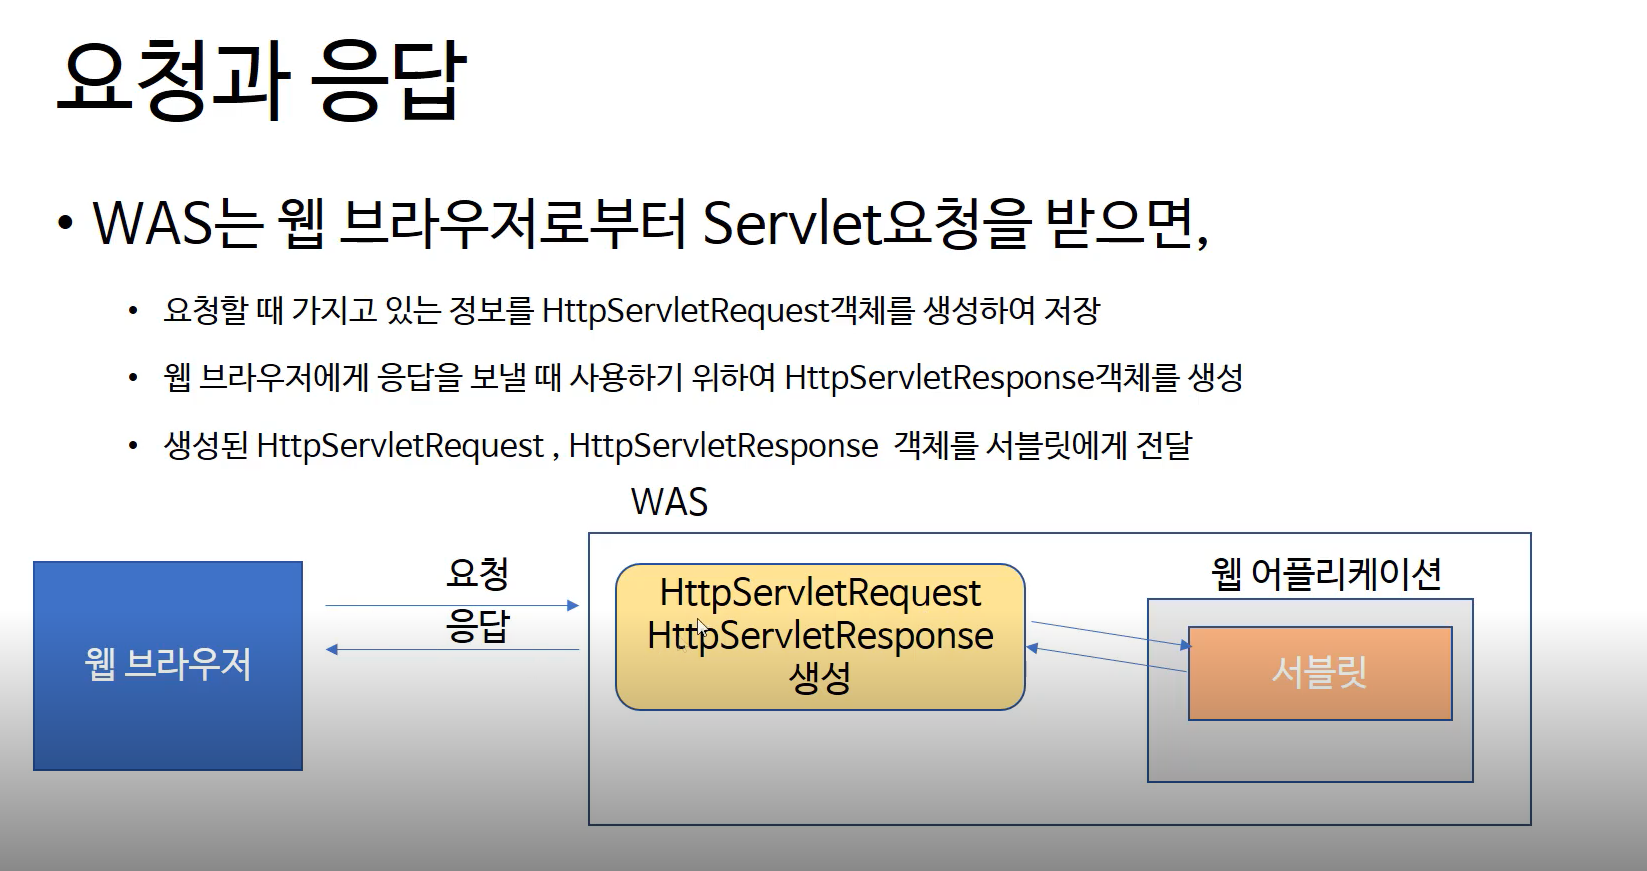 요청과 응답
• WAS는 웹 브라우저로부터 Servlet요청을 받으면,
• 요청할 때 가지고 있는 정보를 HttpServletRequest객체를 생성하여 저장
• 웹 브라우저에게 응답을 보낼 때 사용하기 위하여 HttpServletResponse객체를 생성
• 생성된 HttpServletRequest , HttpServletResponse 객체를 서블릿에게 전달
WAS
웹 브라우저
요청
응답
HttpServletRequest
HttpServletResponse
생성
웹 어플리케이션
서블릿